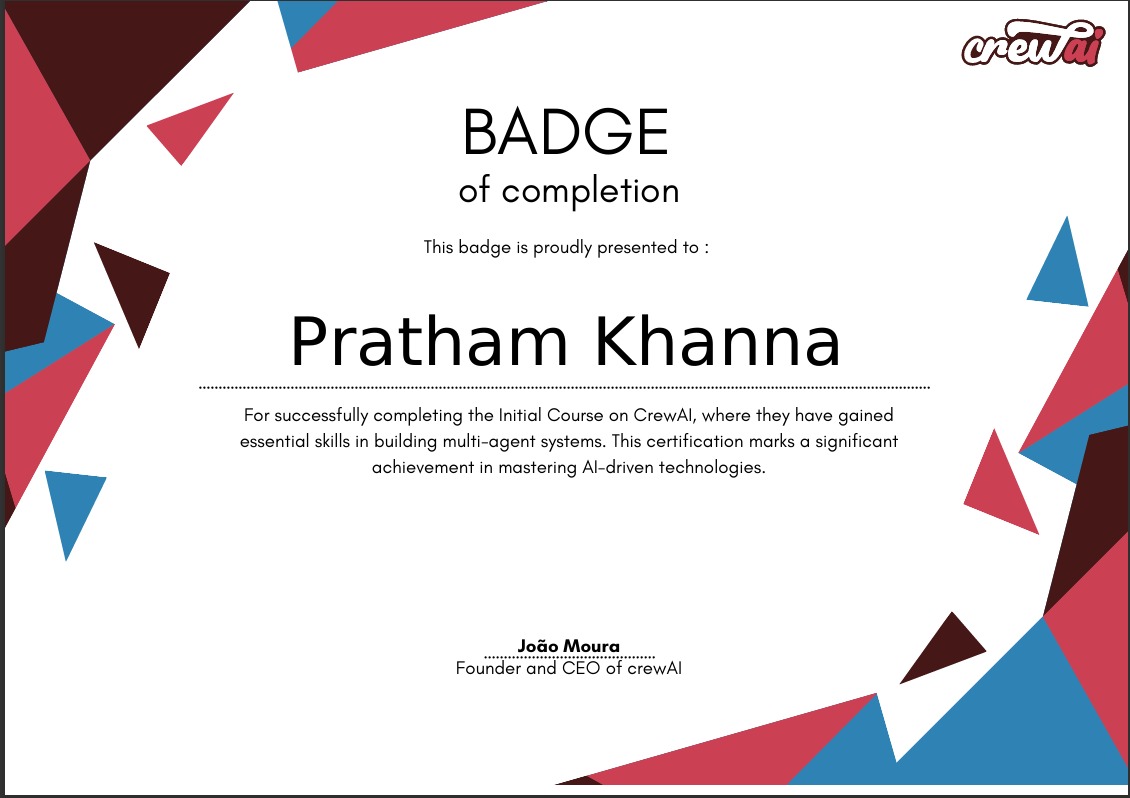 crewai
BADGE
of completion
This badge is proudly presented to :
Pratham Khanna
For successfully completing the Initial Course on CrewAI, where they have gained
essential skills in building multi-agent systems. This certification marks a significant
achievement in mastering AI-driven technologies.
João Moura
Founder and CEO of crewAI